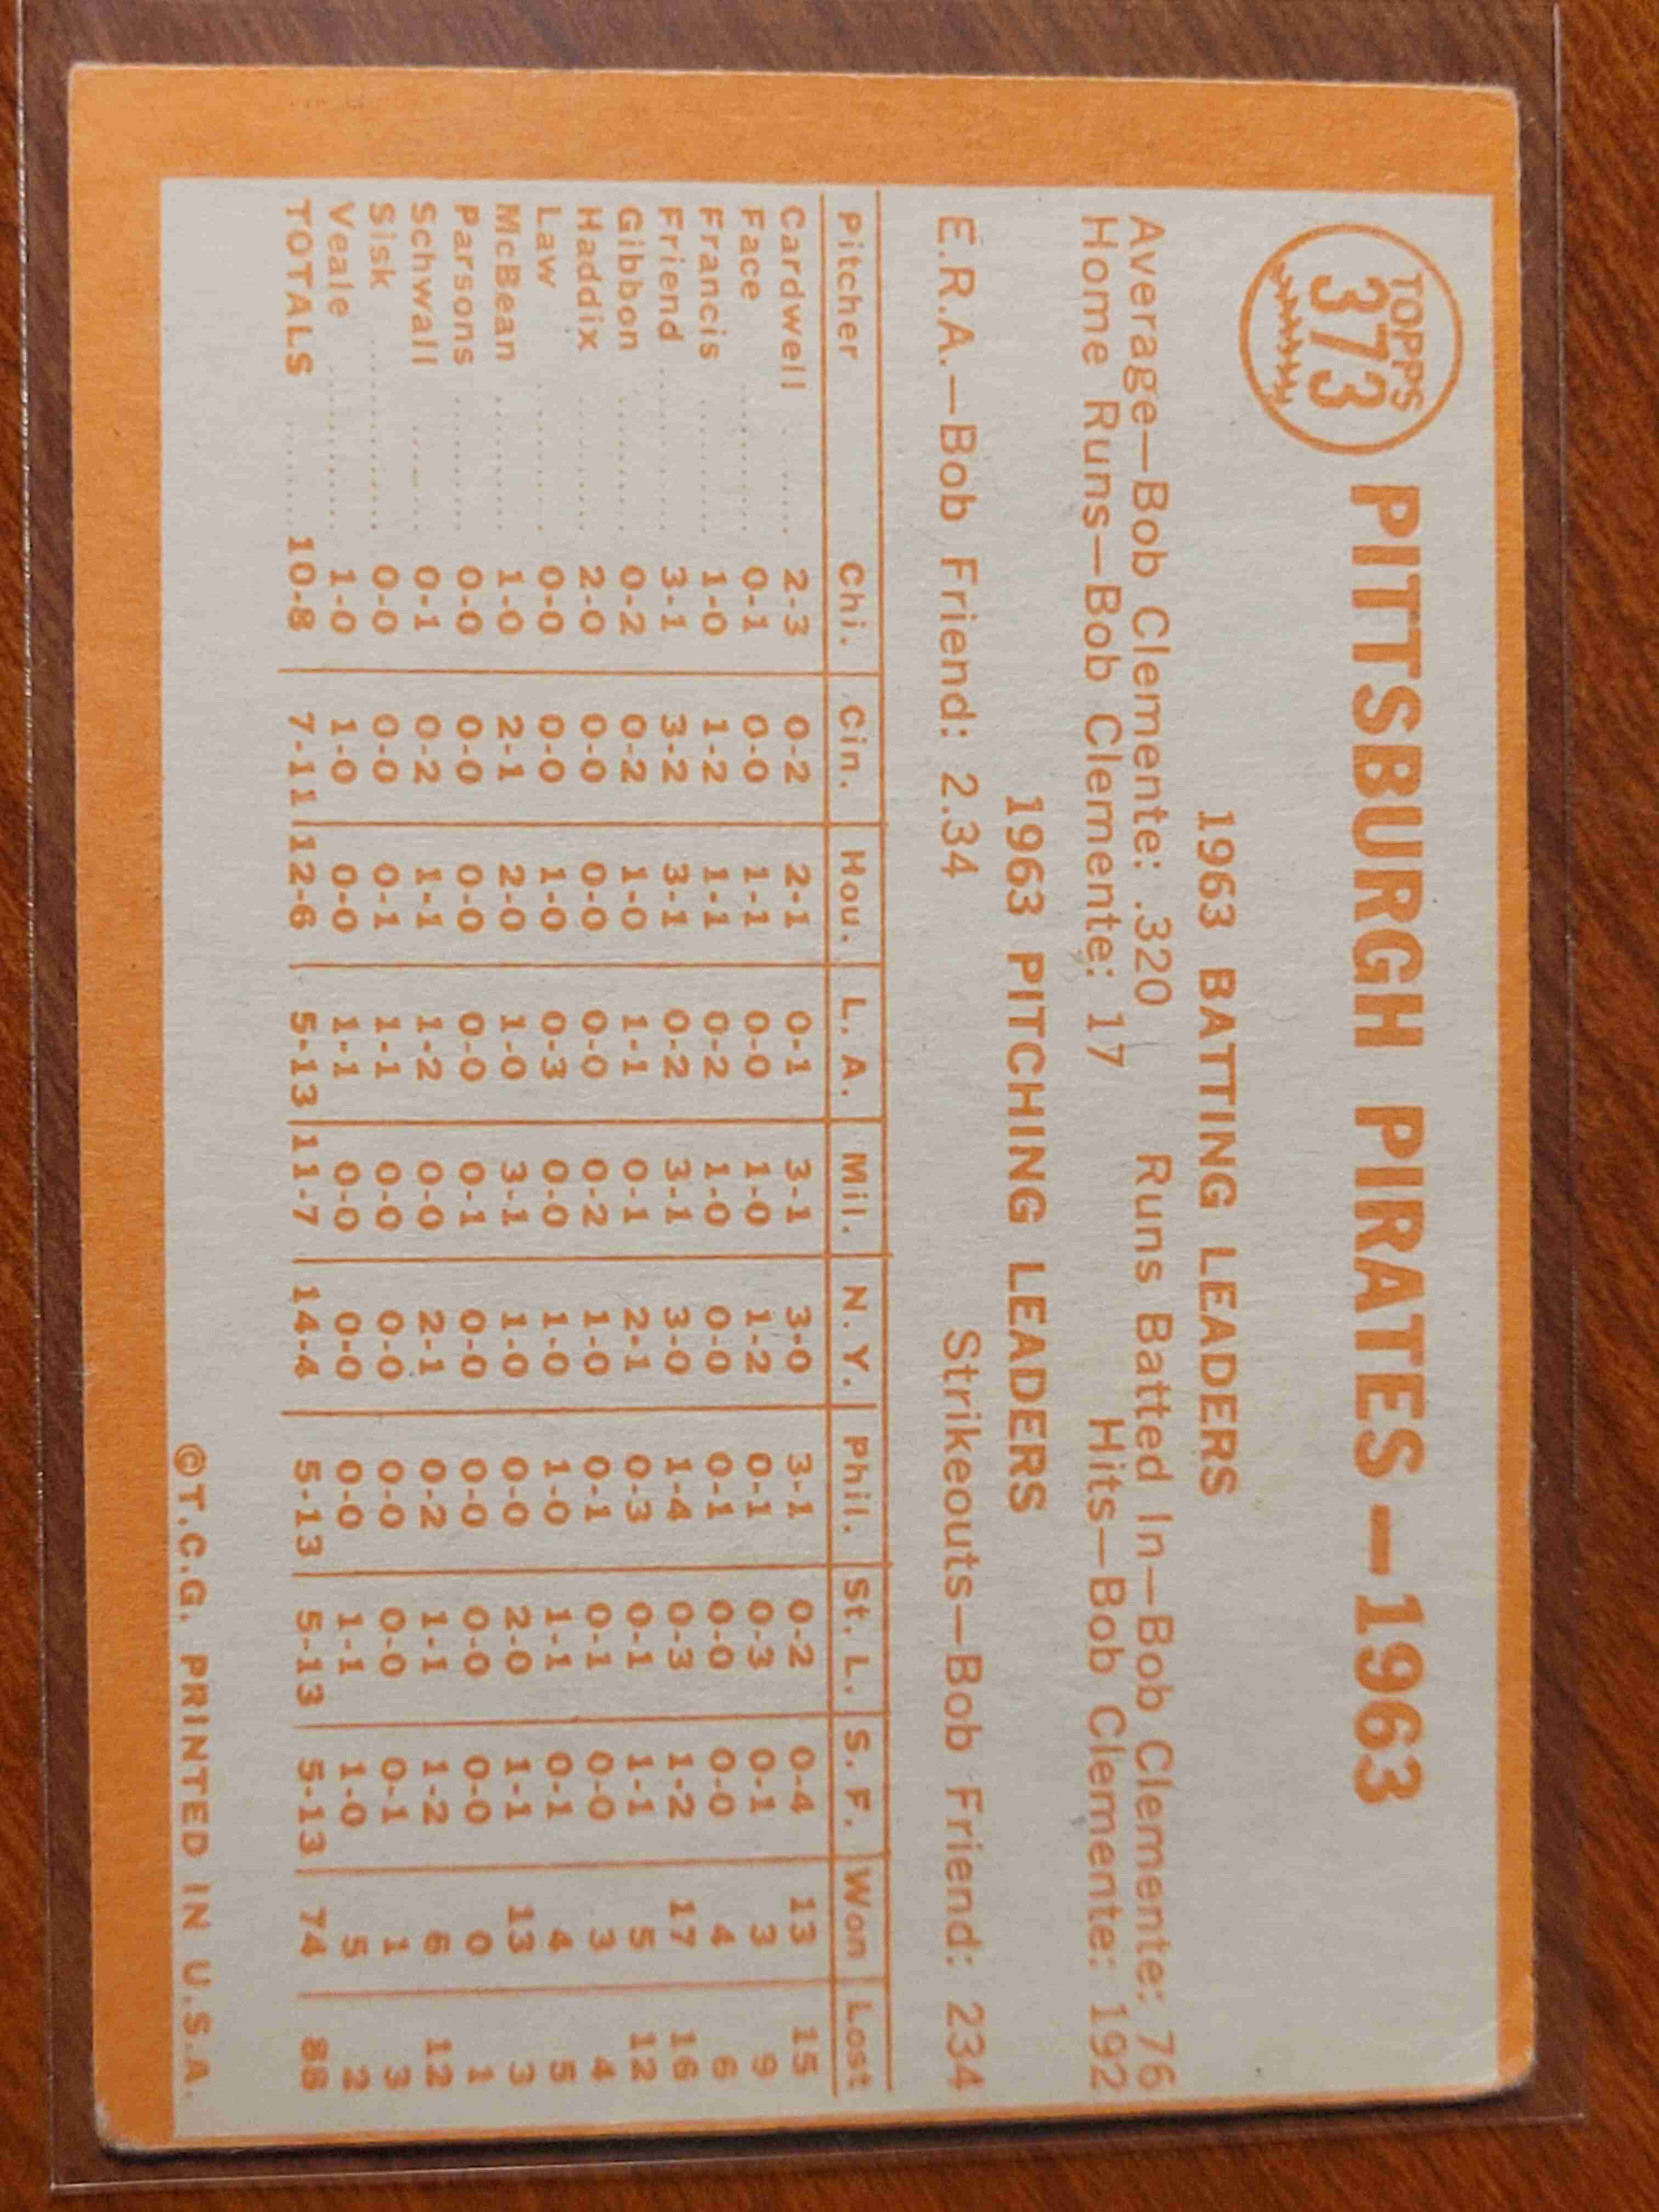 TOPPS
373
PITTSBURGH PIRATES—1963
1963 BATTING LEADERS
Average—Bob Clemente: .320 Runs Batted In—Bob Clemente: 76
Home Runs—Bob Clemente: 17 Hits—Bob Clemente: 192
1963 PITCHING LEADERS
E.R.A.—Bob Friend: 2.34 Strikeouts—Bob Friend: 234
Pitcher Chi. Cin. Hou. L. A. Mil. N. Y. Phil. St. L. S. F. Won Lost
Cardwell ..... 2-3 0-2 2-1 0-1 3-1 3-0 3-1 0-2 0-4 13 15
Face .......... 0-1 0-0 1-1 0-0 1-0 1-2 0-1 0-3 0-1 3 9
Francis ........ 1-0 1-2 1-1 0-2 1-0 0-0 0-1 0-0 0-0 4 6
Friend ......... 3-1 3-2 3-1 0-2 3-1 3-0 1-4 0-3 1-2 17 16
Gibbon ........ 0-2 0-2 1-0 1-1 0-1 2-1 0-3 0-1 1-1 5 12
Haddix ........ 2-0 0-0 0-0 0-0 0-2 1-0 0-1 0-1 0-0 3 4
Law ........... 0-0 0-0 1-0 0-3 0-0 1-0 1-0 1-1 0-1 4 5
McBean ........ 1-0 2-1 2-0 1-0 3-1 1-0 0-0 2-0 1-1 13 3
Parsons ........ 0-0 0-0 0-0 0-0 0-1 0-0 0-0 0-0 0-0 0 1
Schwall ....... 0-1 0-2 1-1 1-2 0-0 2-1 0-2 1-1 1-2 6 12
Sisk ............ 0-0 0-0 0-1 1-1 0-0 0-0 0-0 0-0 0-1 1 3
Veale .......... 1-0 1-0 0-0 1-1 0-0 0-0 0-0 1-1 1-0 5 2
TOTALS ....... 10-8 7-11 12-6 5-13 11-7 14-4 5-13 5-13 5-13 74 88
©T.C.G. PRINTED IN U.S.A.